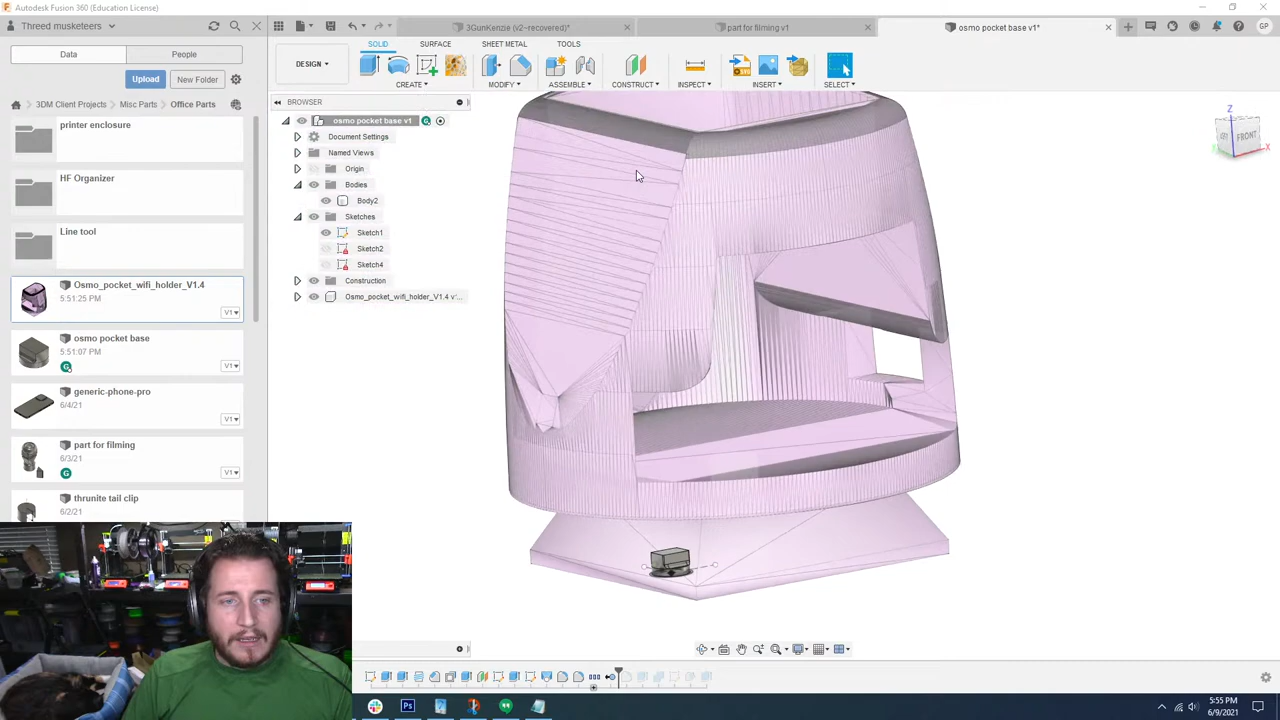 Autodesk Fusion 360 (Education License)
Threed musketeers
3GunKenzie (v2~recovered)*
part for filming v1
osmo pocket base v1*
GP
Data
People
Upload
New Folder
3DM Client Projects
Misc Parts
Office Parts
printer enclosure
HF Organizer
Line tool
Osmo_pocket_wifi_holder_V1.4
5:51:25 PM
V1
osmo pocket base
5:51:07 PM
G
V1
generic-phone-pro
6/4/21
V1
part for filming
6/3/21
G
V1
thrunite tail clip
6/2/21
V1
DESIGN
SOLID
SURFACE
SHEET METAL
TOOLS
CREATE
MODIFY
ASSEMBLE
CONSTRUCT
INSPECT
INSERT
SELECT
BROWSER
osmo pocket base v1
G
Document Settings
Named Views
Origin
Bodies
Body2
Sketches
Sketch1
Sketch2
Sketch4
Construction
Osmo_pocket_wifi_holder_V1.4 v:...
Z
FRONT
X
Ps
5:55 PM
6/9/2021